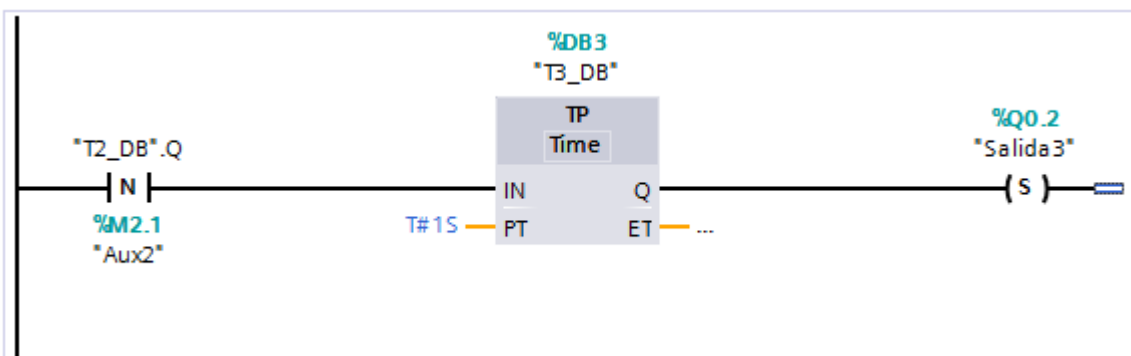 %DB3
"T3_DB"
TP
Time
"T2_DB".Q
N
%M2.1
"Aux2"
IN Q
T#1S PT ET ...
%Q0.2
"Salida3"
S